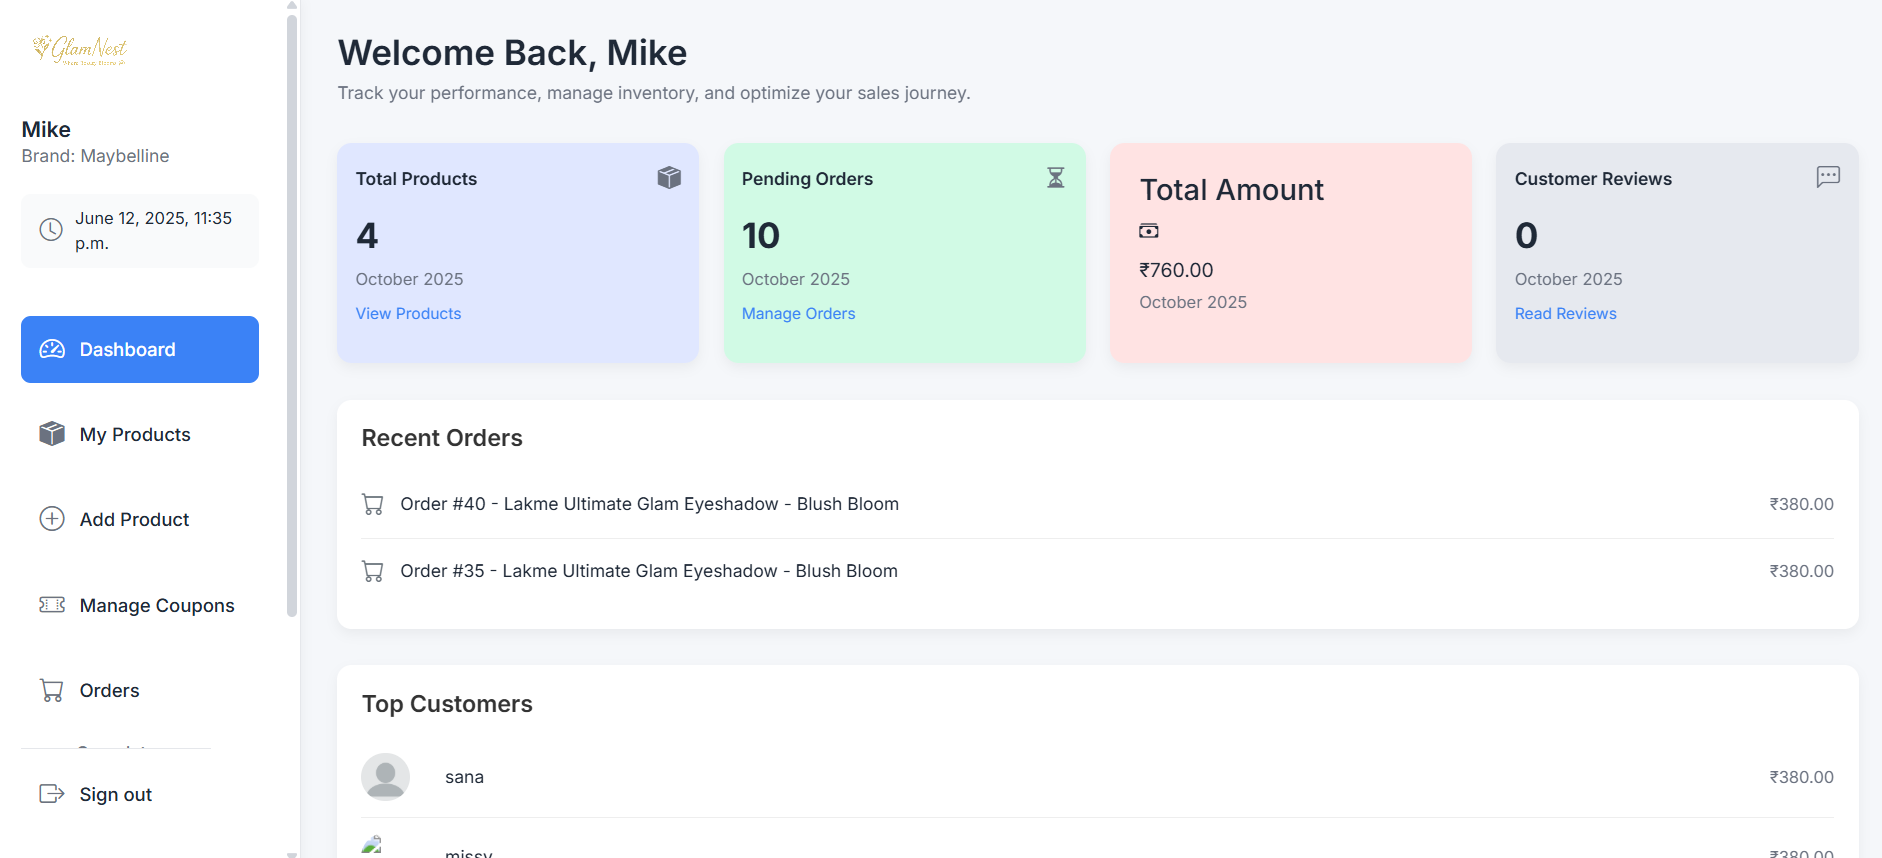 GlamNest
Mike
Brand: Maybelline
June 12, 2025, 11:35
p.m.
Dashboard
My Products
Add Product
Manage Coupons
Orders
Sign out
Welcome Back, Mike
Track your performance, manage inventory, and optimize your sales journey.
Total Products
4
October 2025
View Products
Pending Orders
10
October 2025
Manage Orders
Total Amount
₹760.00
October 2025
Customer Reviews
0
October 2025
Read Reviews
Recent Orders
Order #40 - Lakme Ultimate Glam Eyeshadow - Blush Bloom ₹380.00
Order #35 - Lakme Ultimate Glam Eyeshadow - Blush Bloom ₹380.00
Top Customers
sana ₹380.00
missy ₹380.00